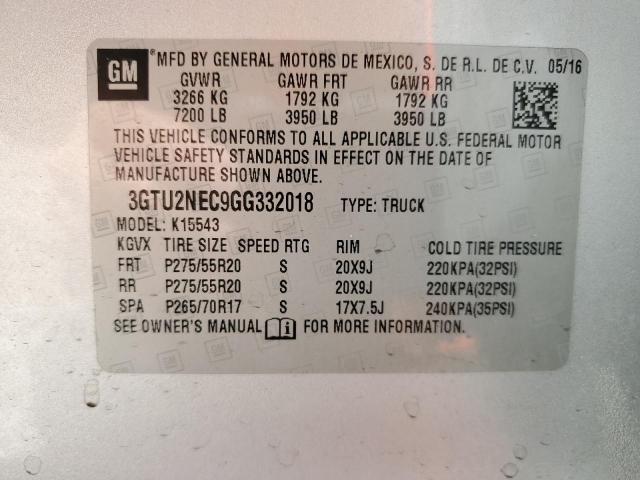 GM ® MFD BY GENERAL MOTORS DE MEXICO, S. DE R.L. DE C.V. 05/16
GVWR GAWR FRT GAWR RR
3266 KG 1792 KG 1792 KG
7200 LB 3950 LB 3950 LB
THIS VEHICLE CONFORMS TO ALL APPLICABLE U.S. FEDERAL MOTOR
VEHICLE SAFETY STANDARDS IN EFFECT ON THE DATE OF
MANUFACTURE SHOWN ABOVE.
3GTU2NEC9GG332018 TYPE: TRUCK
MODEL: K15543
KGVX TIRE SIZE SPEED RTG RIM COLD TIRE PRESSURE
FRT P275/55R20 S 20X9J 220KPA(32PSI)
RR P275/55R20 S 20X9J 220KPA(32PSI)
SPA P265/70R17 S 17X7.5J 240KPA(35PSI)
SEE OWNER'S MANUAL FOR MORE INFORMATION.